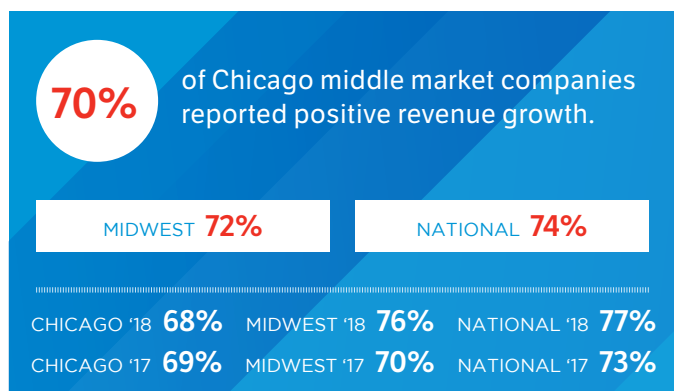 70%
of Chicago middle market companies
reported positive revenue growth.
MIDWEST 72%
NATIONAL 74%
CHICAGO ‘18 68% MIDWEST ‘18 76% NATIONAL ‘18 77%
CHICAGO ‘17 69% MIDWEST ‘17 70% NATIONAL ‘17 73%